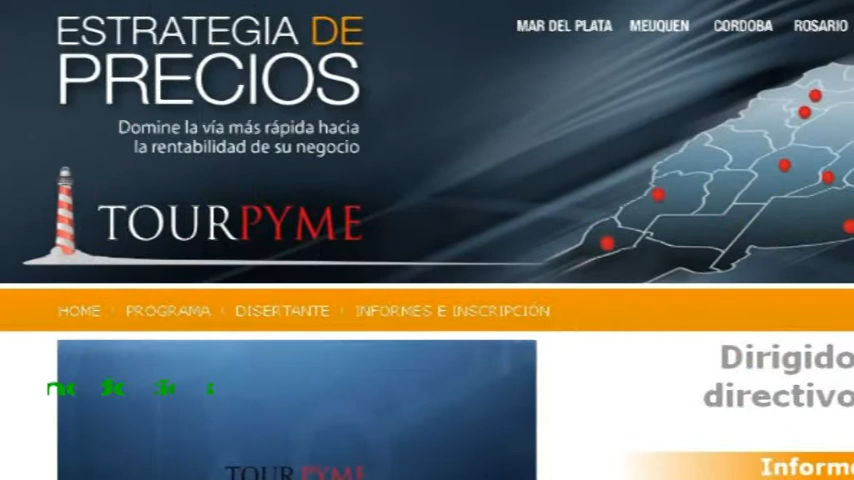 ESTRATEGIA DE
PRECIOS
Domine la vía más rápida hacia
la rentabilidad de su negocio
TOURPYME
MAR DEL PLATA MEUQUEN CORDOBA ROSARIO
HOME PROGRAMA DISERTANTE INFORMES E INSCRIPCIÓN
Dirigido
directivo
TOURPYME
Informe